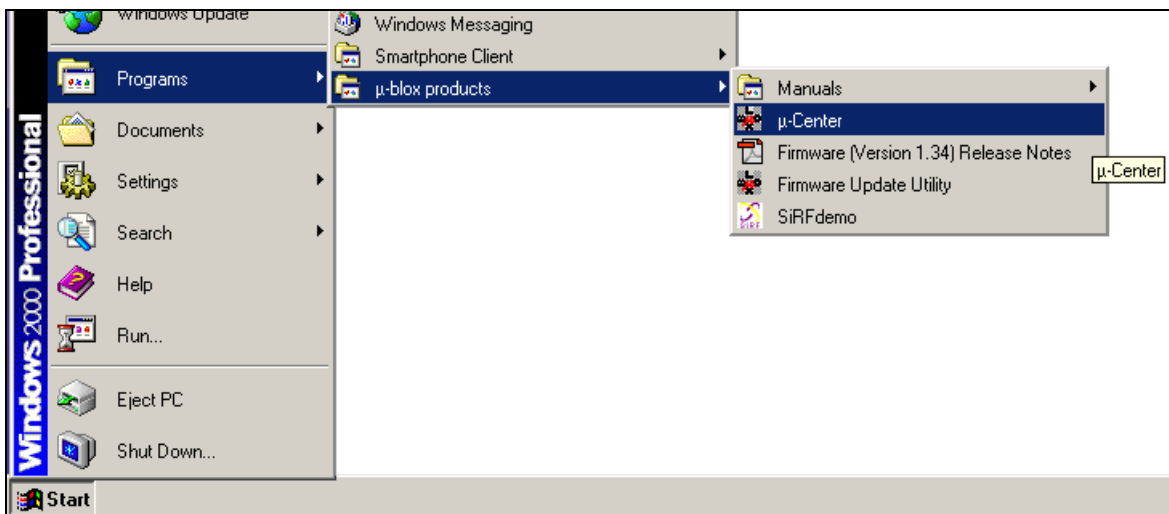 Windows Update
Programs
Documents
Settings
Search
Help
Run...
Eject PC
Shut Down...
Windows 2000 Professional
Start
Windows Messaging
Smartphone Client
µ-blox products
Manuals
µ-Center
Firmware (Version 1.34) Release Notes
Firmware Update Utility
SiRFdemo
µ-Center